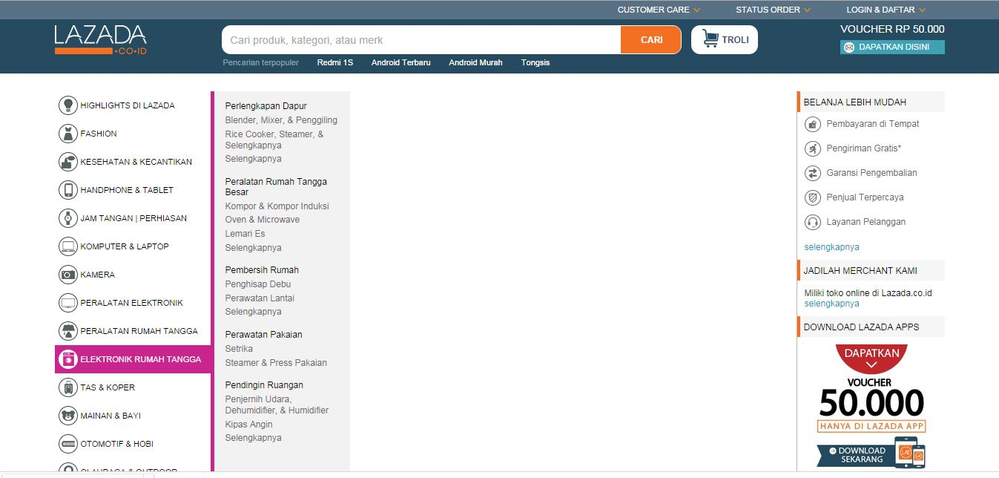 CUSTOMER CARE STATUS ORDER LOGIN & DAFTAR
LAZADA
.CO.ID
Cari produk, kategori, atau merk
CARI
TROLI
VOUCHER RP 50.000
DAPATKAN DISINI
Pencarian terpopuler Redmi 1S Android Terbaru Android Murah Tongsis
HIGHLIGHTS DI LAZADA
FASHION
KESEHATAN & KECANTIKAN
HANDPHONE & TABLET
JAM TANGAN | PERHIASAN
KOMPUTER & LAPTOP
KAMERA
PERALATAN ELEKTRONIK
PERALATAN RUMAH TANGGA
ELEKTRONIK RUMAH TANGGA
TAS & KOPER
MAINAN & BAYI
OTOMOTIF & HOBI
OLAHRAGA & OUTDOOR
Perlengkapan Dapur
Blender, Mixer, & Penggiling
Rice Cooker, Steamer, &
Selengkapnya
Selengkapnya
Peralatan Rumah Tangga
Besar
Kompor & Kompor Induksi
Oven & Microwave
Lemari Es
Selengkapnya
Pembersih Rumah
Penghisap Debu
Perawatan Lantai
Selengkapnya
Perawatan Pakaian
Setrika
Steamer & Press Pakaian
Pendingin Ruangan
Penjernih Udara,
Dehumidifier, & Humidifier
Kipas Angin
Selengkapnya
BELANJA LEBIH MUDAH
Pembayaran di Tempat
Pengiriman Gratis*
Garansi Pengembalian
Penjual Terpercaya
Layanan Pelanggan
selengkapnya
JADILAH MERCHANT KAMI
Miliki toko online di Lazada.co.id
selengkapnya
DOWNLOAD LAZADA APPS
DAPATKAN
VOUCHER
50.000
HANYA DI LAZADA APP
DOWNLOAD
SEKARANG